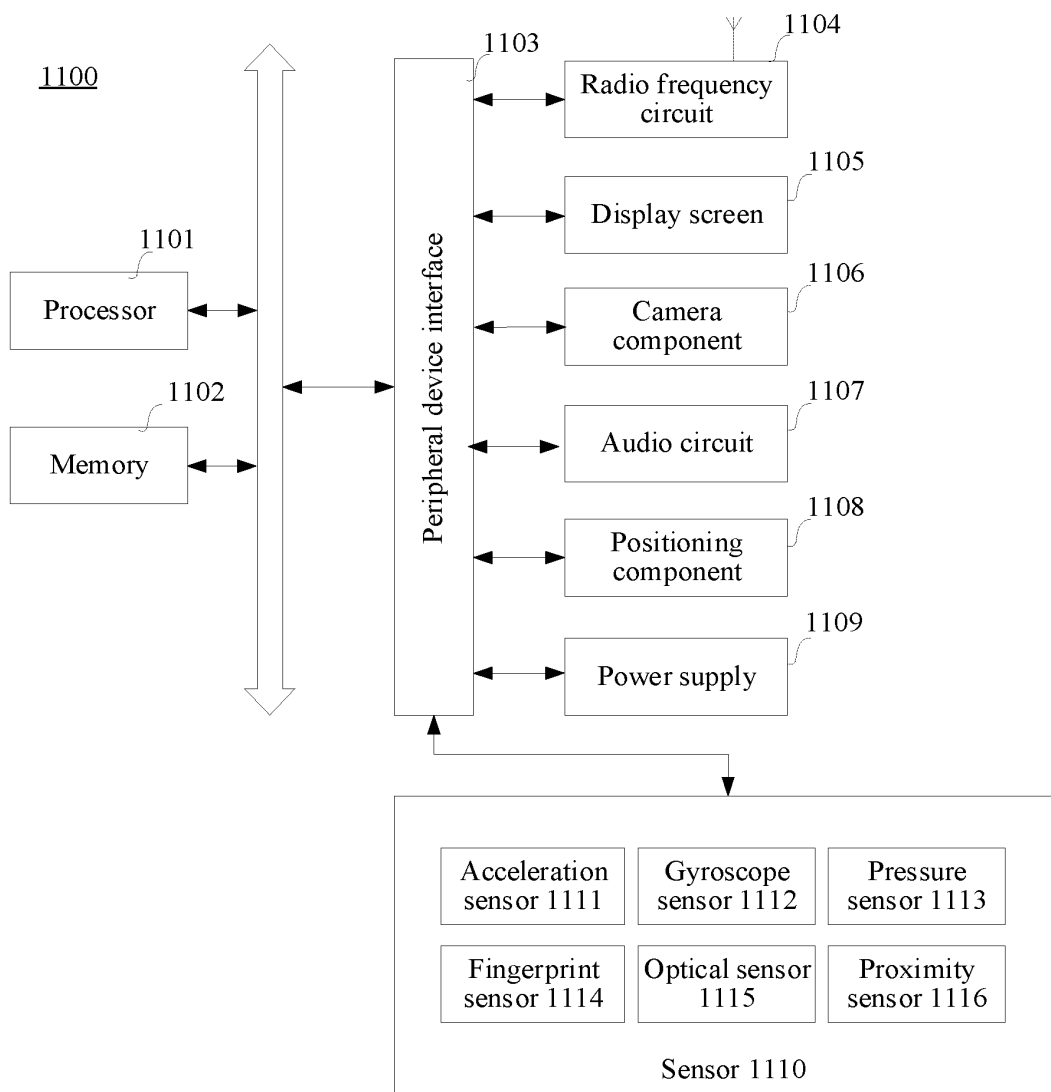 1100
1101
Processor
1102
Memory
1103
Peripheral device interface
1104
Radio frequency
circuit
1105
Display screen
1106
Camera
component
1107
Audio circuit
1108
Positioning
component
1109
Power supply
Acceleration
sensor 1111
Gyroscope
sensor 1112
Pressure
sensor 1113
Fingerprint
sensor 1114
Optical sensor
1115
Proximity
sensor 1116
Sensor 1110